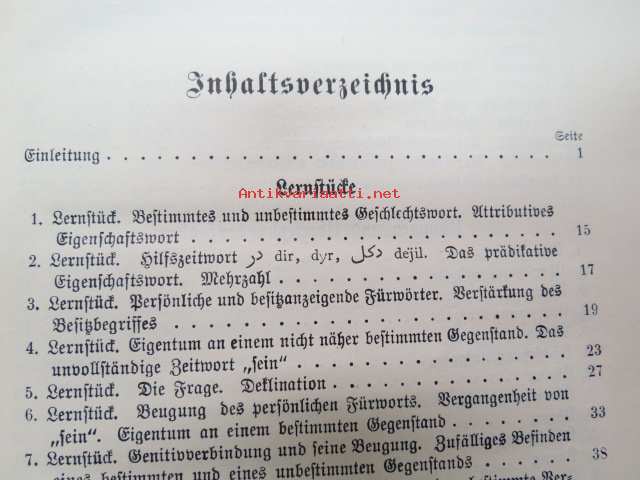 Inhaltsverzeichnis
Seite
Einleitung . . . . . . . . . . . . . . . . . . . . . . . . . . . . 1
Lernstücke
Antikvariaatti.net
1. Lernstück. Bestimmtes und unbestimmtes Geschlechtswort. Attributives
Eigenschaftswort . . . . . . . . . . . . . . . . . . . . . . . 15
2. Lernstück. Hilfszeitwort در dir, dyr, دكل dejil. Das prädikative
Eigenschaftswort. Mehrzahl . . . . . . . . . . . . . . . . . . 17
3. Lernstück. Persönliche und besitzanzeigende Fürwörter. Verstärkung des
Besitzbegriffes . . . . . . . . . . . . . . . . . . . . . . . 19
4. Lernstück. Eigentum an einem nicht näher bestimmten Gegenstand. Das
unvollständige Zeitwort „sein“ . . . . . . . . . . . . . . . . 23
5. Lernstück. Die Frage. Deklination . . . . . . . . . . . . . . 27
6. Lernstück. Beugung des persönlichen Fürworts. Vergangenheit von
„sein“. Eigentum an einem bestimmten Gegenstand . . . . . . . . 33
7. Lernstück. Genitivverbindung und seine Beugung. Zufälliges Befinden
eines bestimmten und eines unbestimmten Gegenstands . . . . . . 38